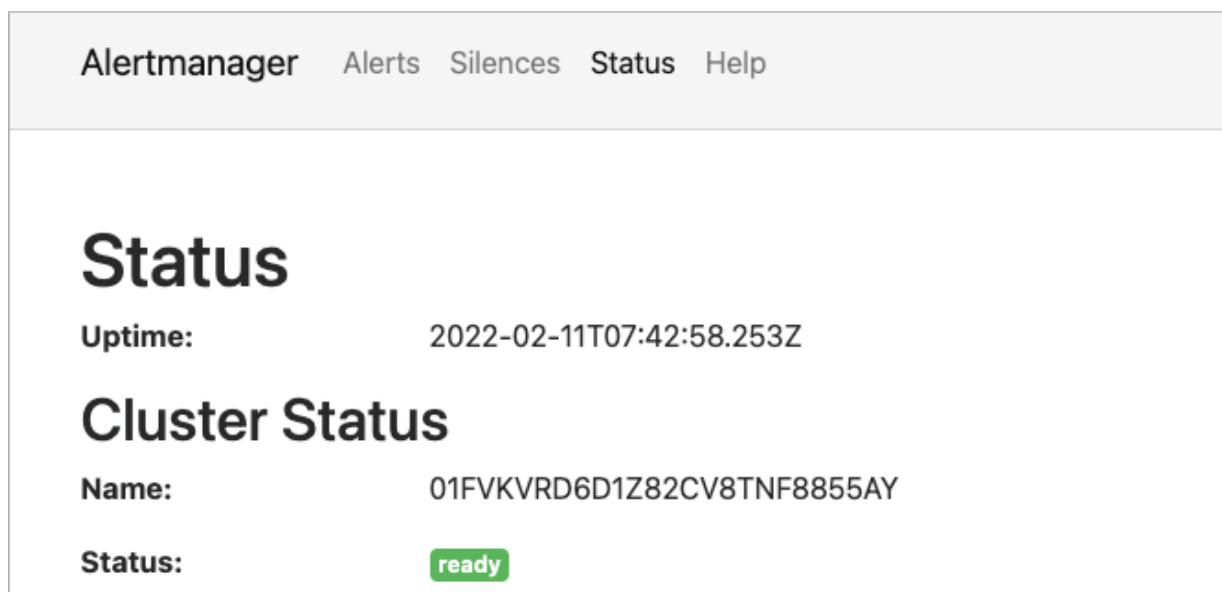 Alertmanager Alerts Silences Status Help
Status
Uptime: 2022-02-11T07:42:58.253Z
Cluster Status
Name: 01FVKVRD6D1Z82CV8TNF8855AY
Status: ready